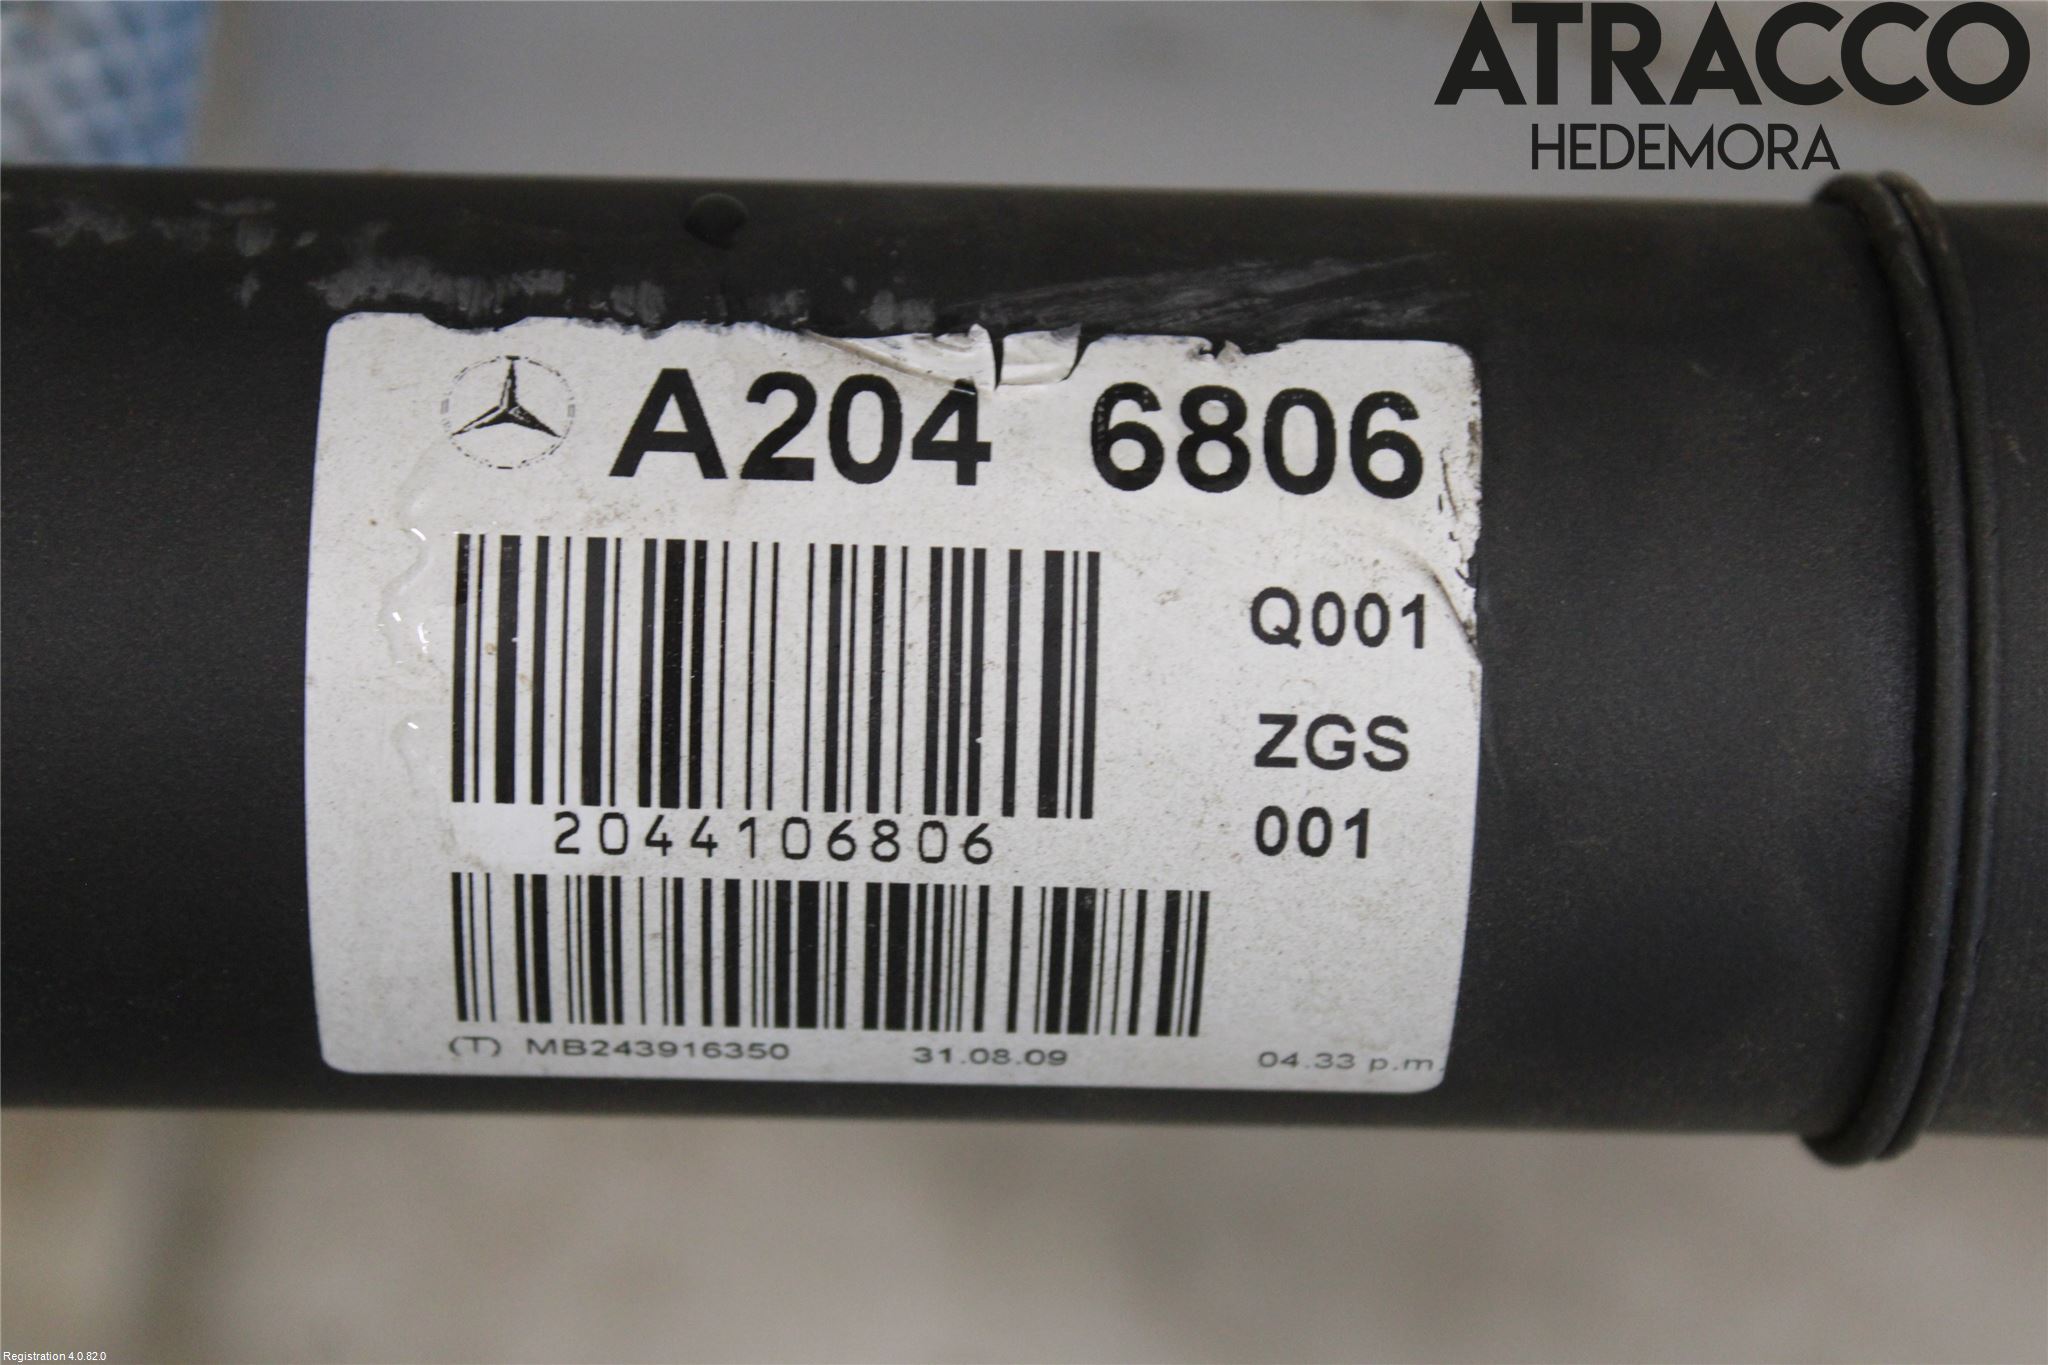 ATRACCO
HEDEMORA
A204 6806
Q001
ZGS
001
2044106806
(T) MB243916350 31.08.09 04.33 p.m.
Registration 4.0.82.0